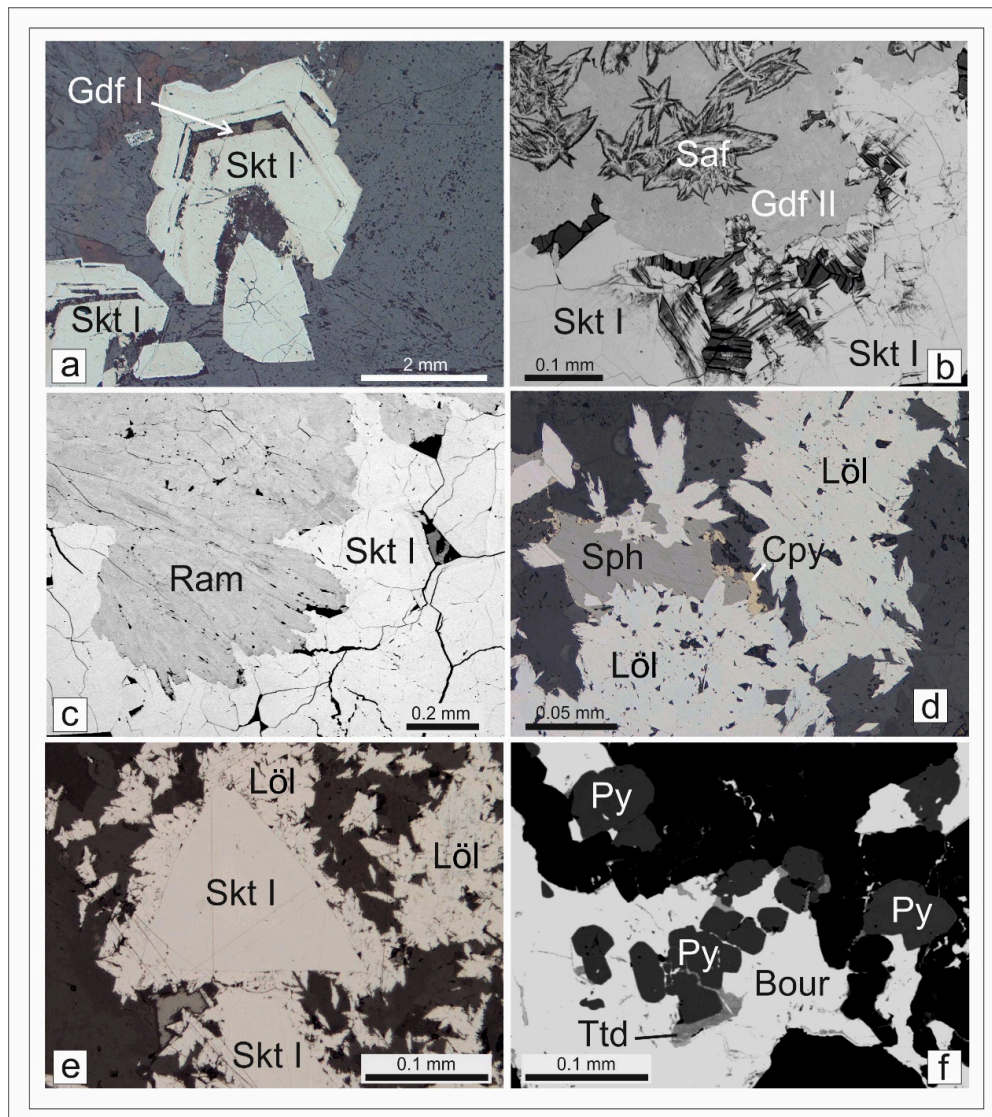 Gdf I
Skt I
Skt I
a
2 mm
Saf
Gdf II
Skt I
Skt I
0.1 mm
b
Skt I
Ram
c
0.2 mm
Löl
Sph
Cpy
Löl
0.05 mm
d
Löl
Löl
Skt I
Skt I
e
0.1 mm
Py
Py
Py
Bour
Ttd
0.1 mm
f